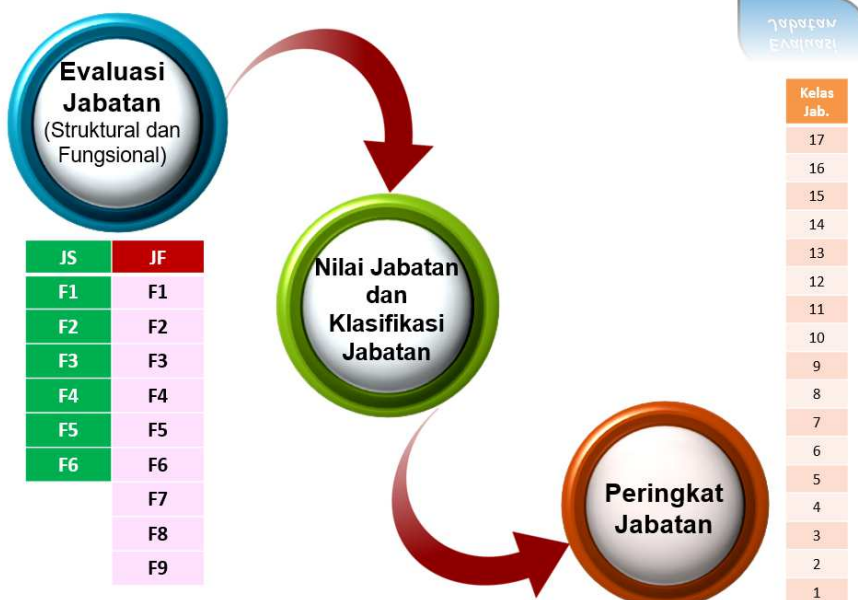 Evaluasi
Jabatan
Evaluasi
Jabatan
(Struktural dan
Fungsional)
JS JF
F1 F1
F2 F2
F3 F3
F4 F4
F5 F5
F6 F6
F7
F8
F9
Nilai Jabatan
dan
Klasifikasi
Jabatan
Peringkat
Jabatan
Kelas
Jab.
17
16
15
14
13
12
11
10
9
8
7
6
5
4
3
2
1